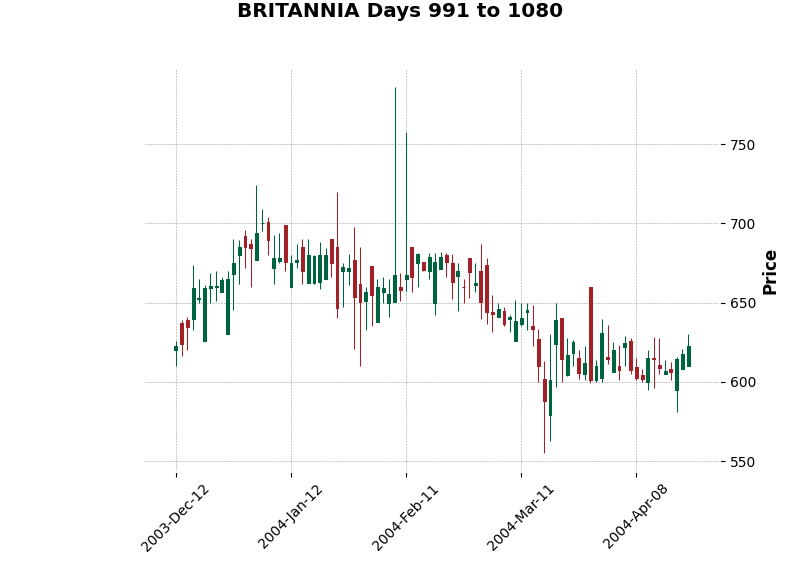 BRITANNIA Days 991 to 1080
750
700
650
600
550
Price
2003-Dec-12
2004-Jan-12
2004-Feb-11
2004-Mar-11
2004-Apr-08